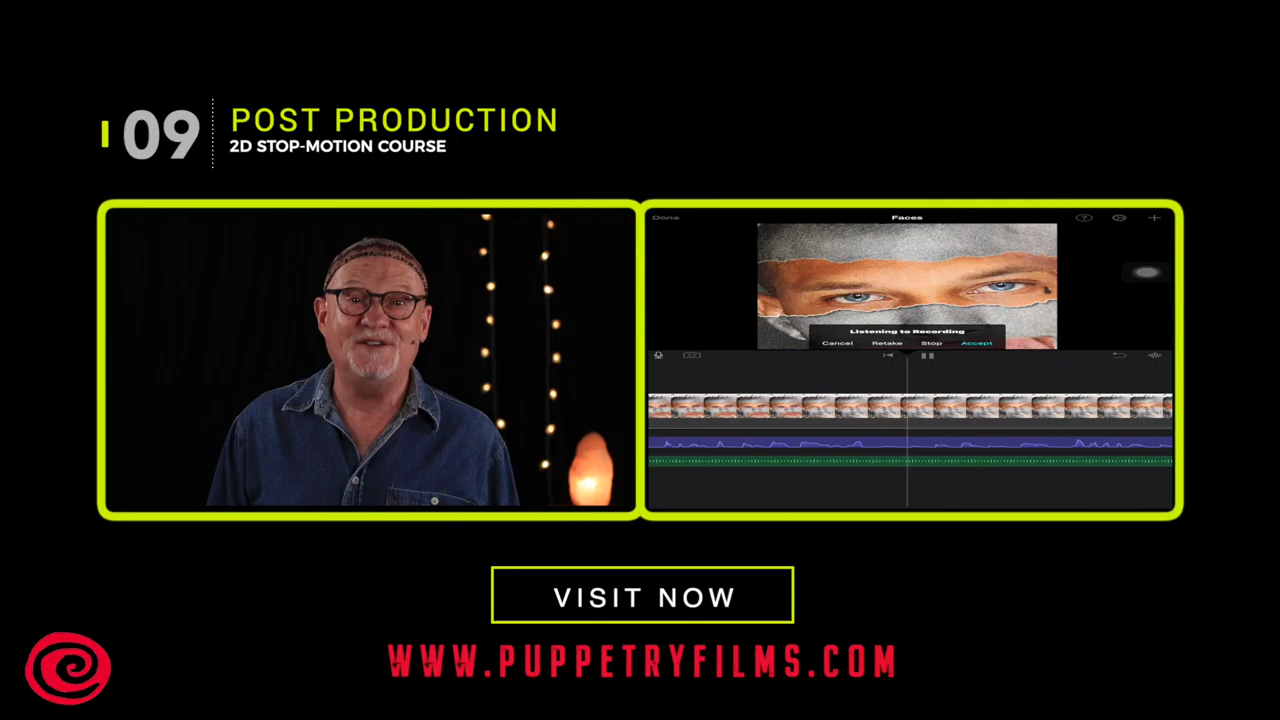 09
POST PRODUCTION
2D STOP-MOTION COURSE
Done
Faces
?
Listening to Recording
Cancel Retake Stop Accept
VISIT NOW
WWW.PUPPETRYFILMS.COM